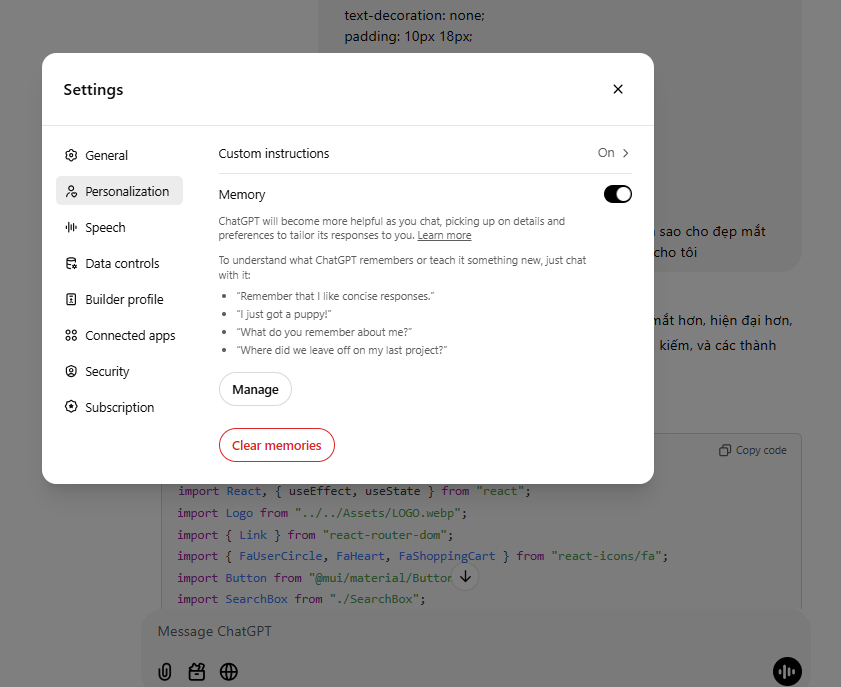 text-decoration: none;
padding: 10px 18px;
Settings
General
Personalization
Speech
Data controls
Builder profile
Connected apps
Security
Subscription
Custom instructions
On
Memory
ChatGPT will become more helpful as you chat, picking up on details and
preferences to tailor its responses to you. Learn more
To understand what ChatGPT remembers or teach it something new, just chat
with it:
"Remember that I like concise responses."
"I just got a puppy!"
"What do you remember about me?"
"Where did we leave off on my last project?"
Manage
Clear memories
sao cho đẹp mắt
cho tôi
mắt hơn, hiện đại hơn,
kiếm, và các thành
Copy code
import React, { useEffect, useState } from "react";
import Logo from "../../Assets/LOGO.webp";
import { Link } from "react-router-dom";
import { FaUserCircle, FaHeart, FaShoppingCart } from "react-icons/fa";
import Button from "@mui/material/Button
import SearchBox from "./SearchBox";
Message ChatGPT